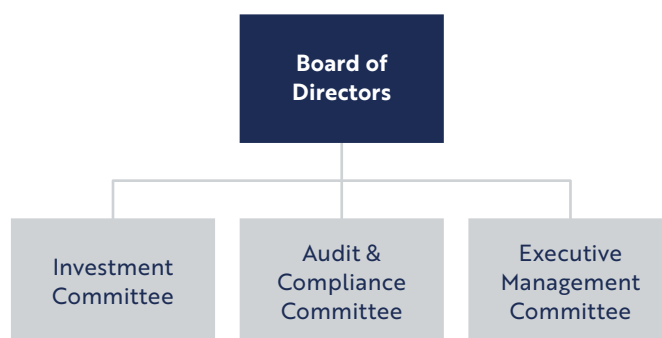 Board of
Directors
Investment
Committee
Audit &
Compliance
Committee
Executive
Management
Committee